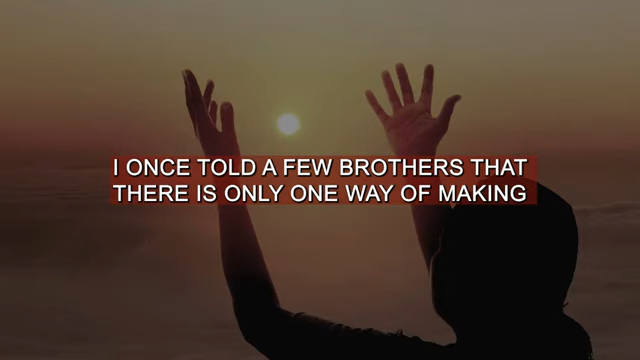 I ONCE TOLD A FEW BROTHERS THAT
THERE IS ONLY ONE WAY OF MAKING